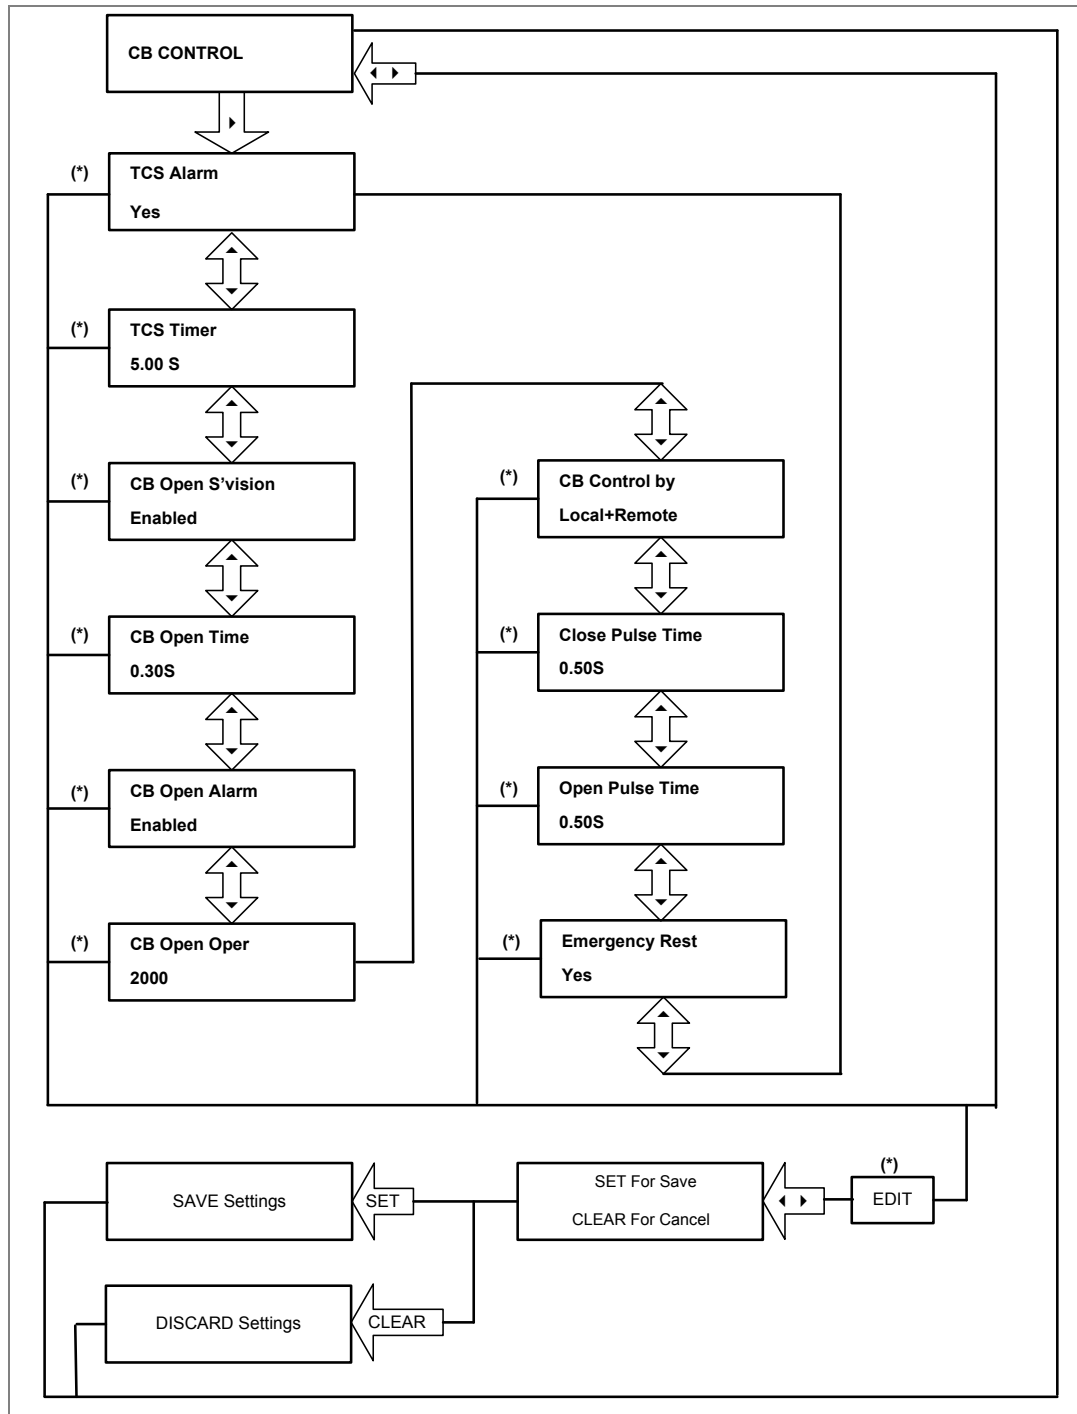 CB CONTROL
(*)
TCS Alarm
Yes
(*)
TCS Timer
5.00 S
(*)
CB Open S'vision
Enabled
(*)
CB Open Time
0.30S
(*)
CB Open Alarm
Enabled
(*)
CB Open Oper
2000
(*)
CB Control by
Local+Remote
(*)
Close Pulse Time
0.50S
(*)
Open Pulse Time
0.50S
(*)
Emergency Rest
Yes
(*)
EDIT
SET For Save
CLEAR For Cancel
SET
SAVE Settings
CLEAR
DISCARD Settings